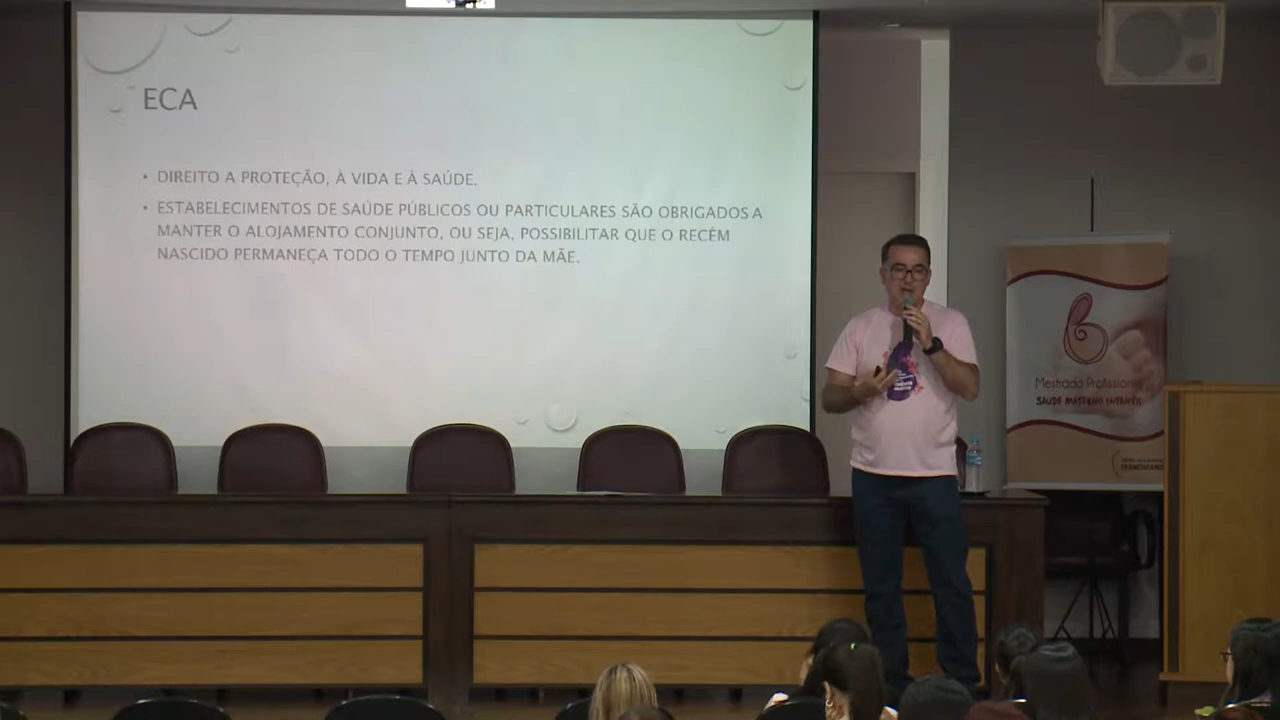 ECA
• DIREITO A PROTEÇÃO, À VIDA E À SAÚDE.
• ESTABELECIMENTOS DE SAÚDE PÚBLICOS OU PARTICULARES SÃO OBRIGADOS A
MANTER O ALOJAMENTO CONJUNTO, OU SEJA, POSSIBILITAR QUE O RECÉM
NASCIDO PERMANEÇA TODO O TEMPO JUNTO DA MÃE.
Mestrado Profissional
SAÚDE MATERNO INFANTIL